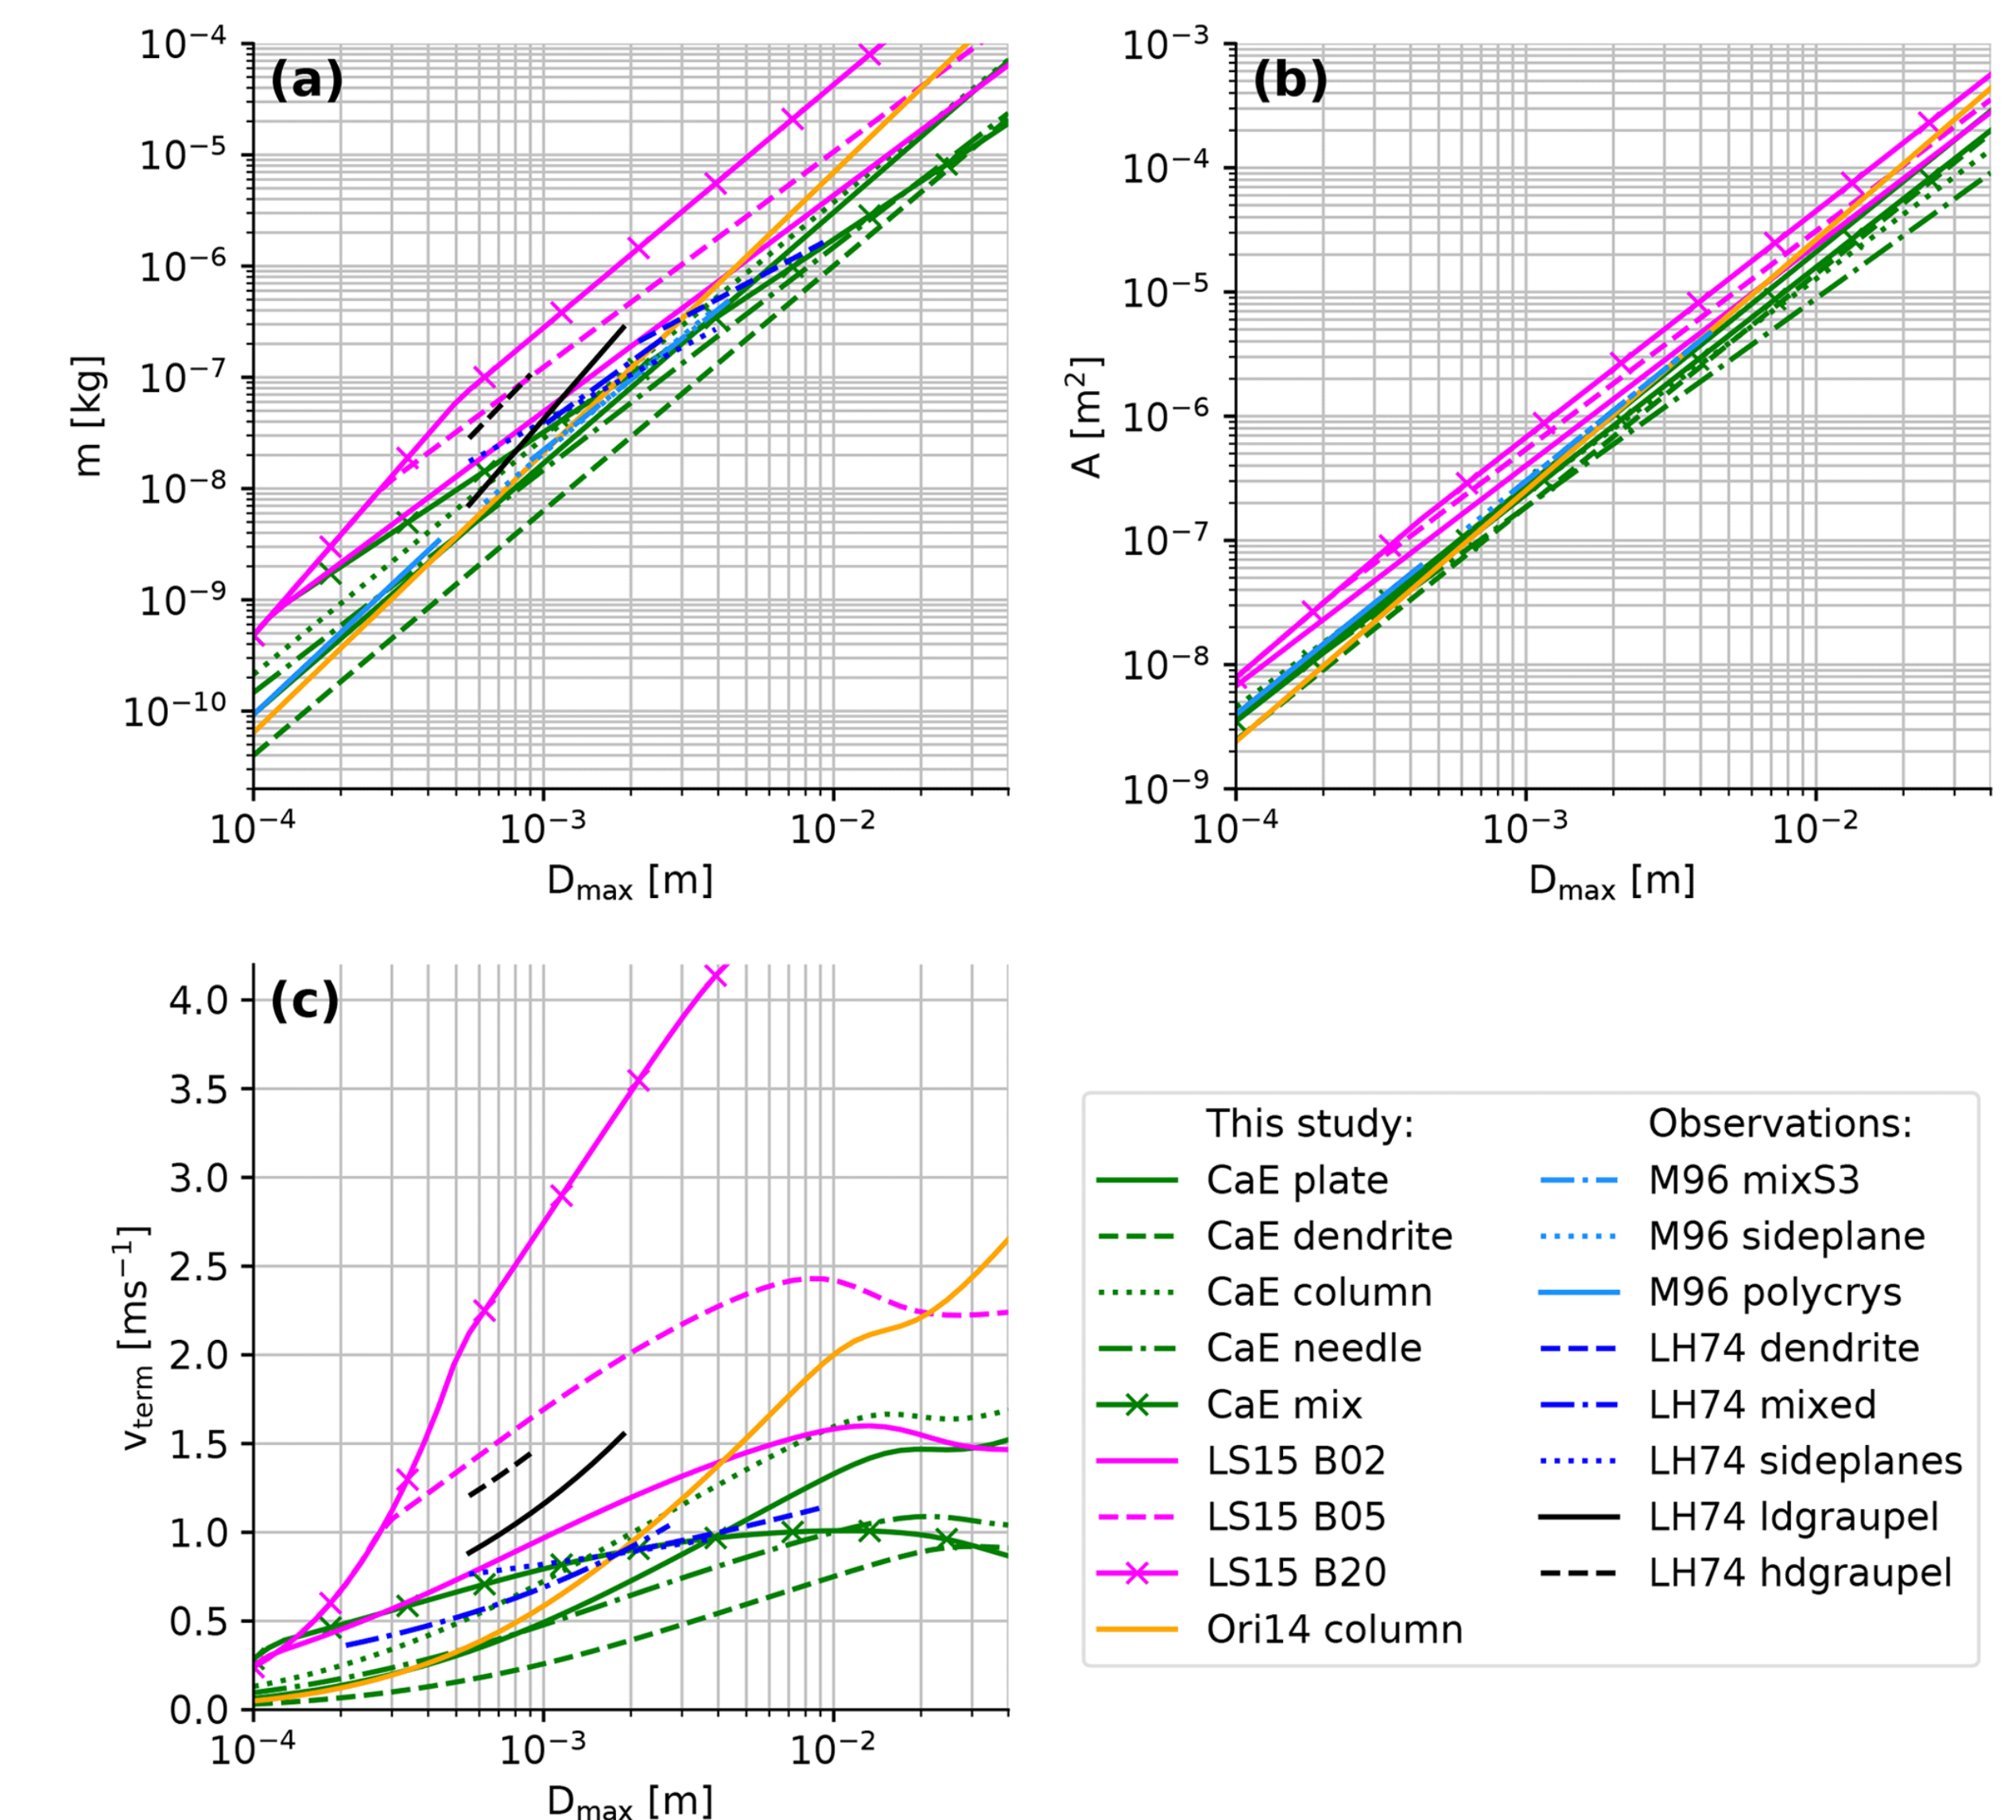 (a)
m [kg]
10⁻⁴
10⁻⁵
10⁻⁶
10⁻⁷
10⁻⁸
10⁻⁹
10⁻¹⁰
10⁻⁴ 10⁻³ 10⁻²
Dₘₐₓ [m]
(b)
A [m²]
10⁻³
10⁻⁴
10⁻⁵
10⁻⁶
10⁻⁷
10⁻⁸
10⁻⁹
10⁻⁴ 10⁻³ 10⁻²
Dₘₐₓ [m]
(c)
vterm [ms⁻¹]
4.0
3.5
3.0
2.5
2.0
1.5
1.0
0.5
0.0
10⁻⁴ 10⁻³ 10⁻²
Dₘₐₓ [m]
This study:
CaE plate
CaE dendrite
CaE column
CaE needle
CaE mix
LS15 B02
LS15 B05
LS15 B20
Ori14 column
Observations:
M96 mixS3
M96 sideplane
M96 polycrys
LH74 dendrite
LH74 mixed
LH74 sideplanes
LH74 ldgraupel
LH74 hdgraupel